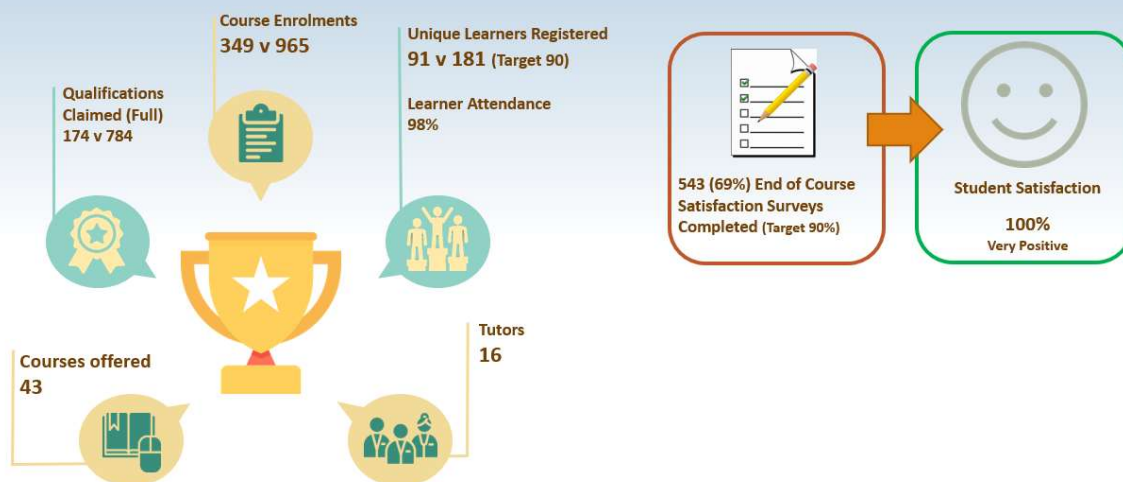 Course Enrolments
349 v 965
Unique Learners Registered
91 v 181 (Target 90)
Learner Attendance
98%
Qualifications
Claimed (Full)
174 v 784
Courses offered
43
Tutors
16
543 (69%) End of Course
Satisfaction Surveys
Completed (Target 90%)
Student Satisfaction
100%
Very Positive